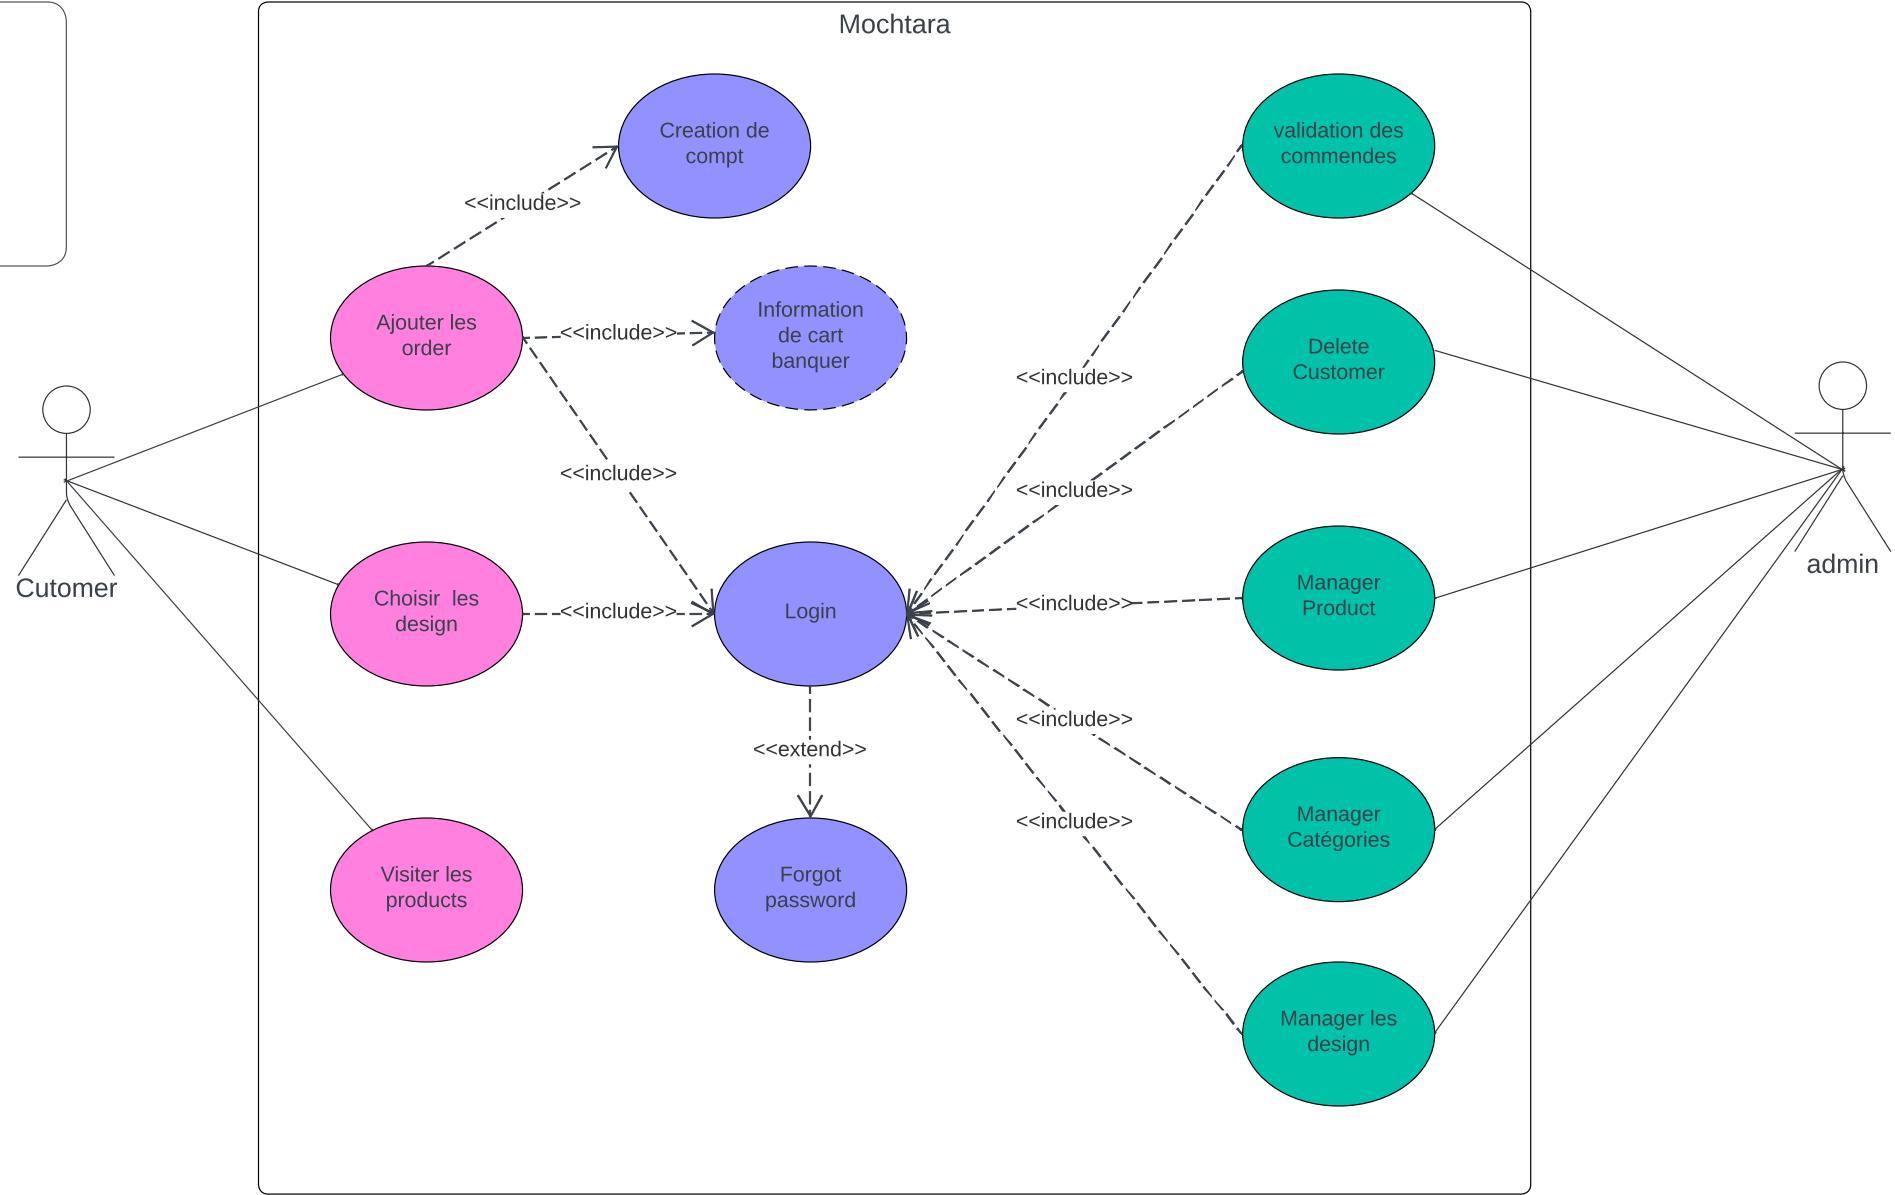 Mochtara
Creation de
compt
validation des
commendes
<<include>>
Information
de cart
banquer
Ajouter les
order
<<include>>
Delete
Customer
<<include>>
<<include>>
<<include>>
Cutomer
admin
Choisir  les
design
<<include>>
Login
<<include>>
Manager
Product
<<include>>
<<extend>>
Manager
Catégories
<<include>>
Visiter les
products
Forgot
password
Manager les
design